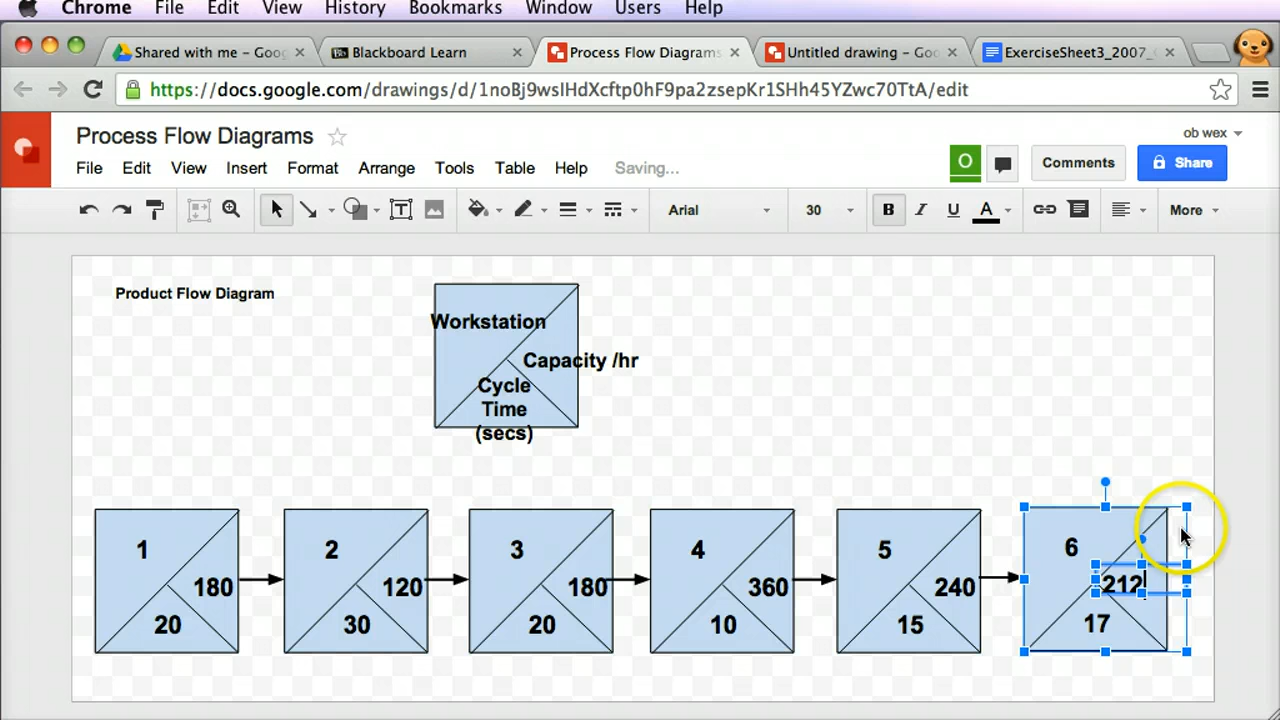 Chrome File Edit View History Bookmarks Window Users Help
Shared with me - Goo
Blackboard Learn
Process Flow Diagrams
Untitled drawing - Goo
ExerciseSheet3_2007_
https://docs.google.com/drawings/d/1noBj9wsIHdXcftp0hF9pa2zsepKr1SHh45YZwc70TtA/edit
Process Flow Diagrams
ob wex
File Edit View Insert Format Arrange Tools Table Help Saving...
O
Comments
Share
Arial
30
B I U A
More
Product Flow Diagram
Workstation
Capacity /hr
Cycle
Time
(secs)
1 2 3 4 5 6
180 120 180 360 240 212
20 30 20 10 15 17